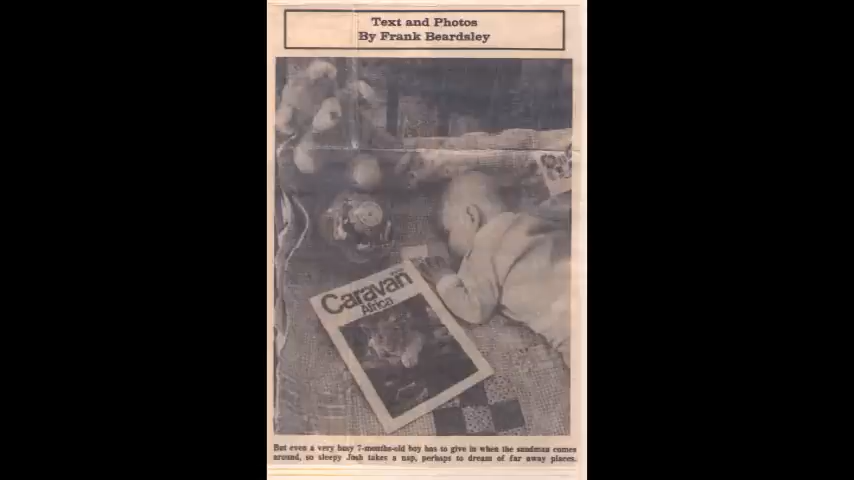 Text and Photos
By Frank Beardsley
Caravan
Africa
But even a very busy 7-months-old boy has to give in when the sandman comes
around, so sleepy Josh takes a nap, perhaps to dream of far away places.